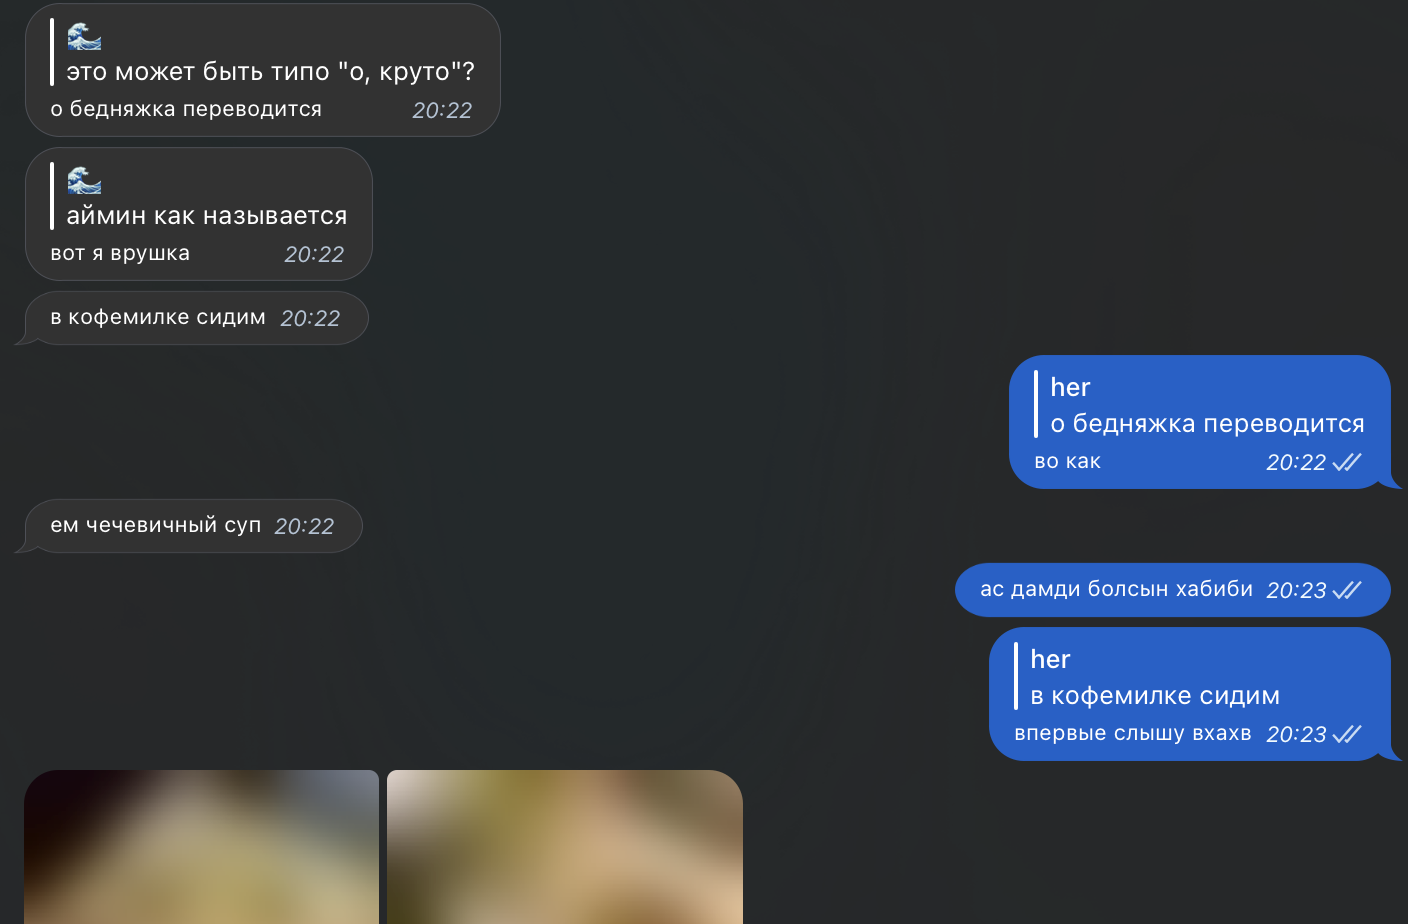 🌊
это может быть типо "о, круто"?
о бедняжка переводится 20:22
🌊
аймин как называется
вот я врушка 20:22
в кофемилке сидим 20:22
her
о бедняжка переводится
во как 20:22
ем чечевичный суп 20:22
ас дамди болсын хабиби 20:23
her
в кофемилке сидим
впервые слышу вхахв 20:23